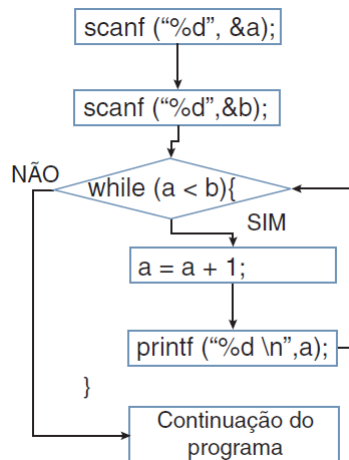 scanf (“%d”, &a);
scanf (“%d”,&b);
NÃO
while (a < b){
SIM
a = a + 1;
printf (“%d \n”,a);
}
Continuação do
programa